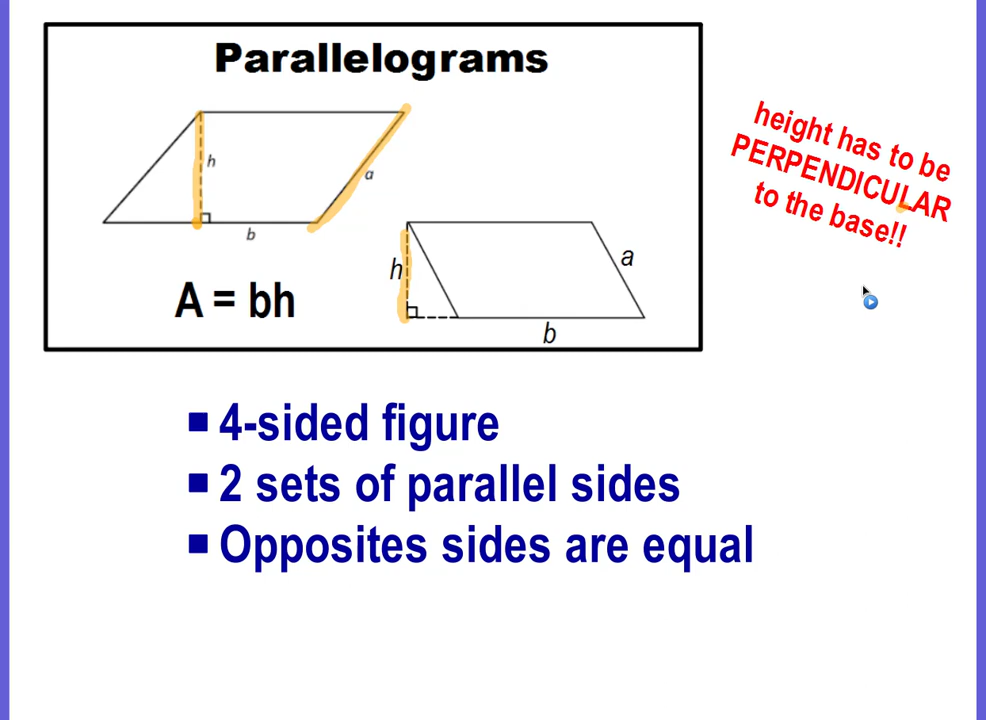 Parallelograms
h
a
b
A = bh
h
a
b
height has to be
PERPENDICULAR
to the base!!
4-sided figure
2 sets of parallel sides
Opposites sides are equal